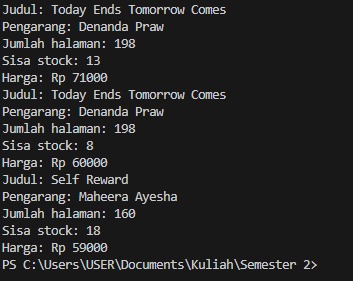 Judul: Today Ends Tomorrow Comes
Pengarang: Denanda Praw
Jumlah halaman: 198
Sisa stock: 13
Harga: Rp 71000
Judul: Today Ends Tomorrow Comes
Pengarang: Denanda Praw
Jumlah halaman: 198
Sisa stock: 8
Harga: Rp 60000
Judul: Self Reward
Pengarang: Maheera Ayesha
Jumlah halaman: 160
Sisa stock: 18
Harga: Rp 59000
PS C:\Users\USER\Documents\Kuliah\Semester 2>